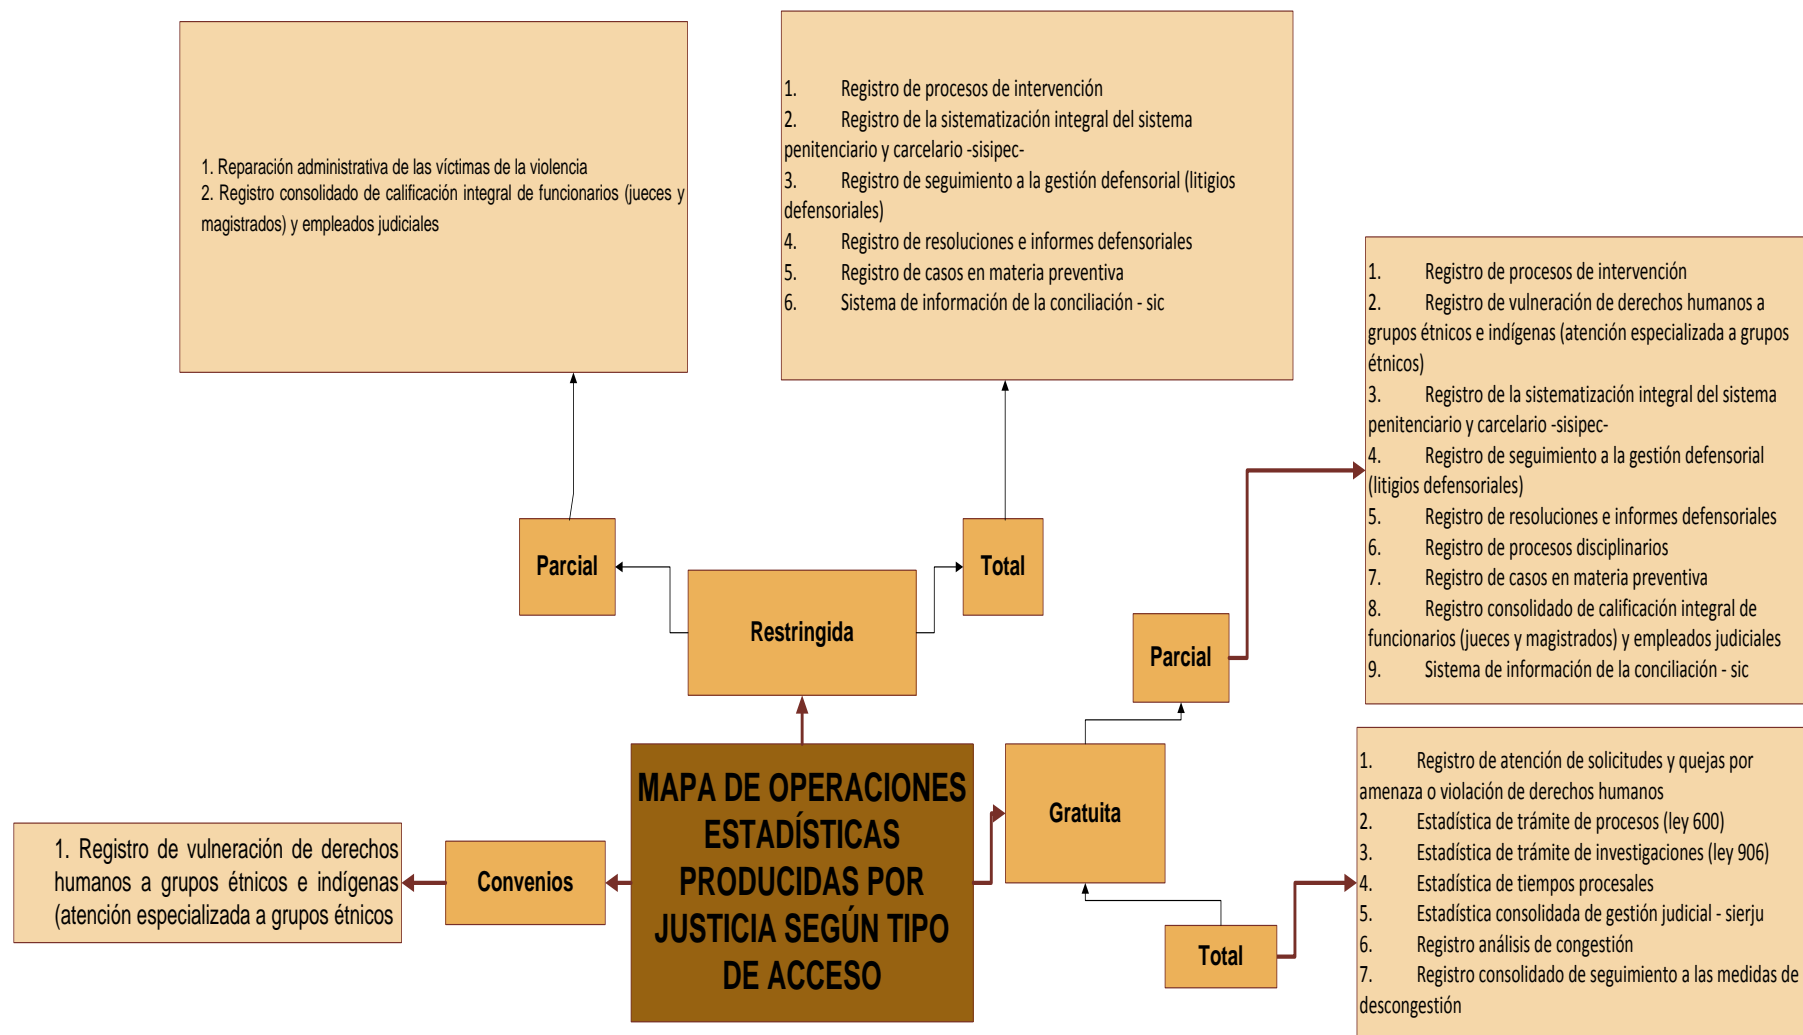 1. Reparación administrativa de las víctimas de la violencia
2. Registro consolidado de calificación integral de funcionarios (jueces y
magistrados) y empleados judiciales
1. Registro de procesos de intervención
2. Registro de la sistematización integral del sistema
penitenciario y carcelario -sisipec-
3. Registro de seguimiento a la gestión defensorial (litigios
defensoriales)
4. Registro de resoluciones e informes defensoriales
5. Registro de casos en materia preventiva
6. Sistema de información de la conciliación - sic
1. Registro de procesos de intervención
2. Registro de vulneración de derechos humanos a
grupos étnicos e indígenas (atención especializada a grupos
étnicos)
3. Registro de la sistematización integral del sistema
penitenciario y carcelario -sisipec-
4. Registro de seguimiento a la gestión defensorial
(litigios defensoriales)
5. Registro de resoluciones e informes defensoriales
6. Registro de procesos disciplinarios
7. Registro de casos en materia preventiva
8. Registro consolidado de calificación integral de
funcionarios (jueces y magistrados) y empleados judiciales
9. Sistema de información de la conciliación - sic
Parcial
Total
Restringida
Parcial
Gratuita
MAPA DE OPERACIONES
ESTADÍSTICAS
PRODUCIDAS POR
JUSTICIA SEGÚN TIPO
DE ACCESO
Convenios
1. Registro de vulneración de derechos
humanos a grupos étnicos e indígenas
(atención especializada a grupos étnicos
Total
1. Registro de atención de solicitudes y quejas por
amenaza o violación de derechos humanos
2. Estadística de trámite de procesos (ley 600)
3. Estadística de trámite de investigaciones (ley 906)
4. Estadística de tiempos procesales
5. Estadística consolidada de gestión judicial - sierju
6. Registro análisis de congestión
7. Registro consolidado de seguimiento a las medidas de
descongestión